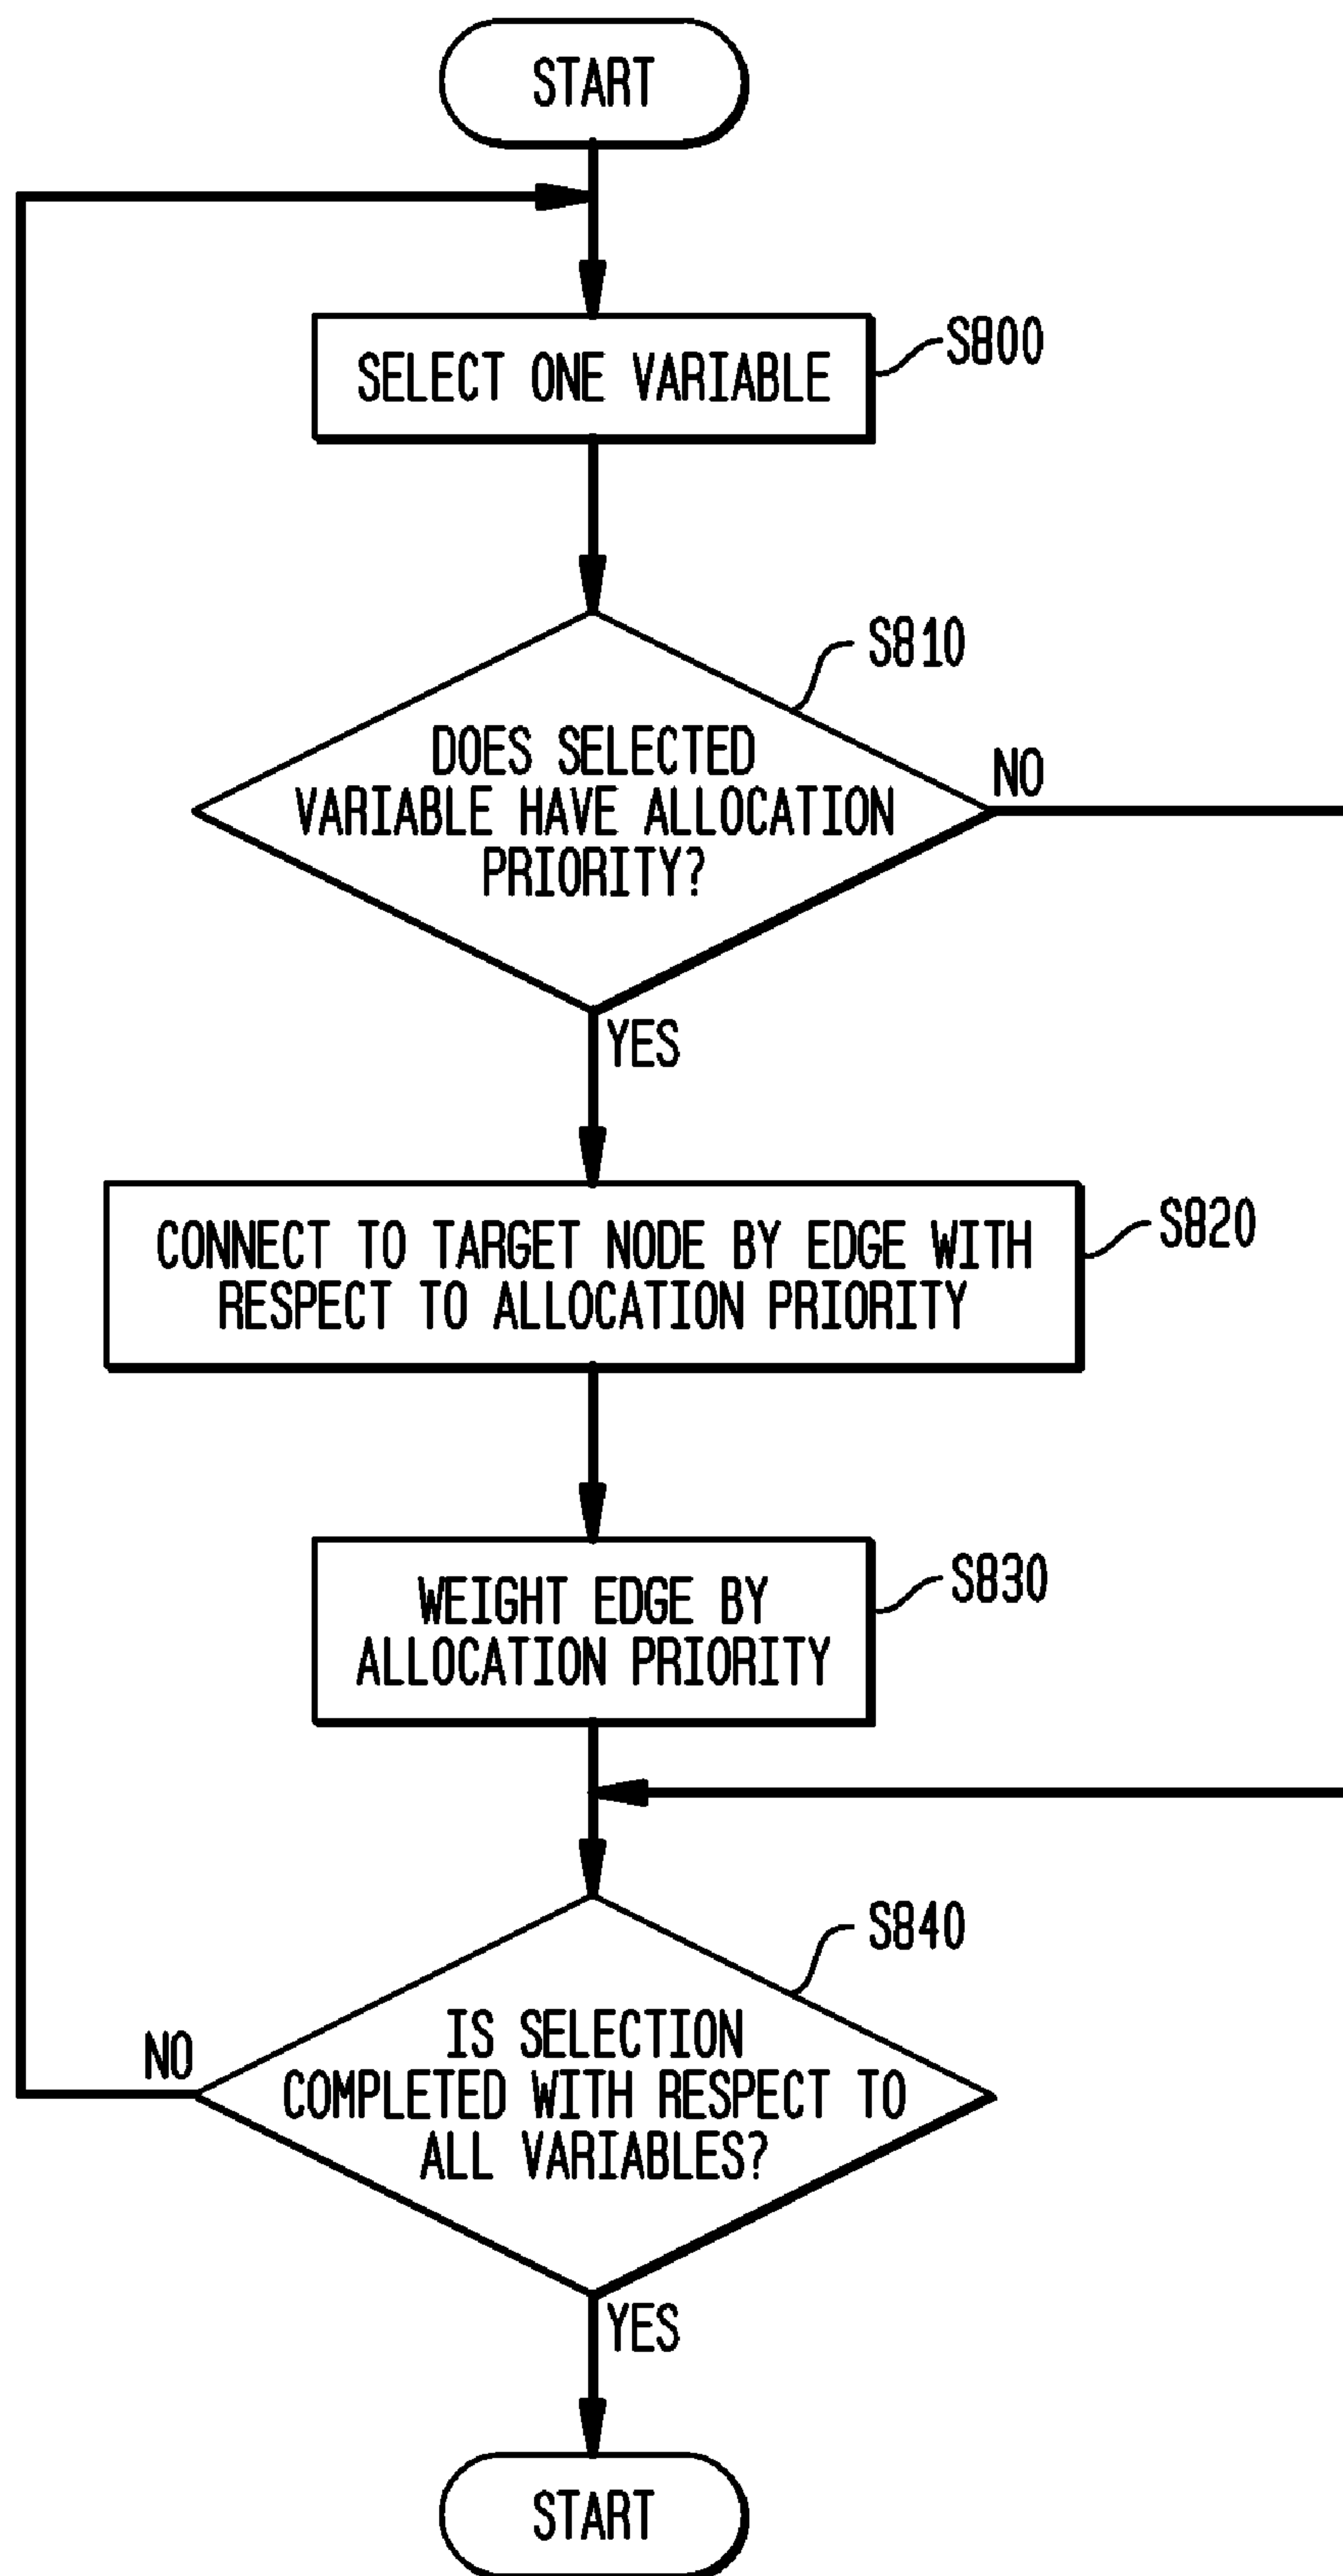 START
SELECT ONE VARIABLE
S800
S810
DOES SELECTED
VARIABLE HAVE ALLOCATION
PRIORITY?
NO
YES
CONNECT TO TARGET NODE BY EDGE WITH
RESPECT TO ALLOCATION PRIORITY
S820
WEIGHT EDGE BY
ALLOCATION PRIORITY
S830
S840
IS SELECTION
COMPLETED WITH RESPECT TO
ALL VARIABLES?
NO
YES
START